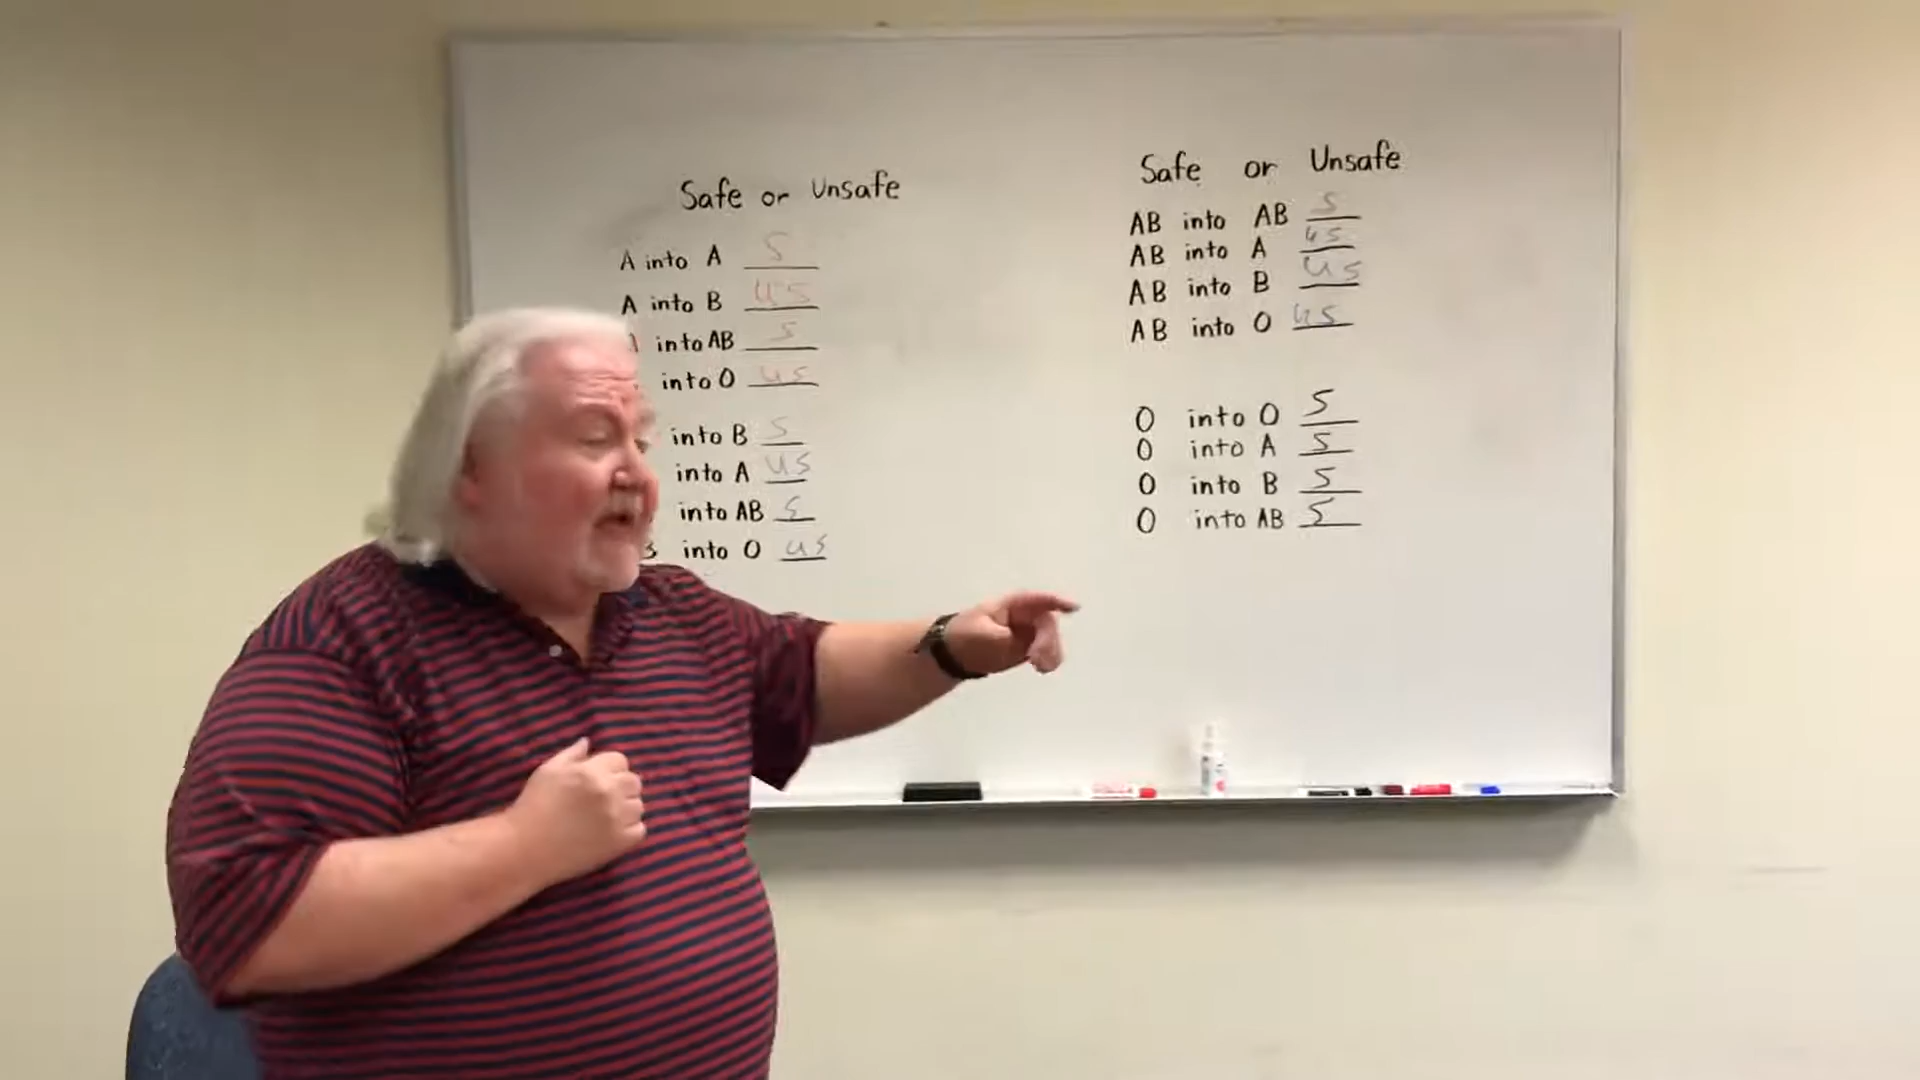 Safe or Unsafe
A into A S
A into B US
into AB S
into O US
into B S
into A US
into AB S
B into O US
Safe or Unsafe
AB into AB S
AB into A US
AB into B US
AB into O US
O into O S
O into A S
O into B S
O into AB S